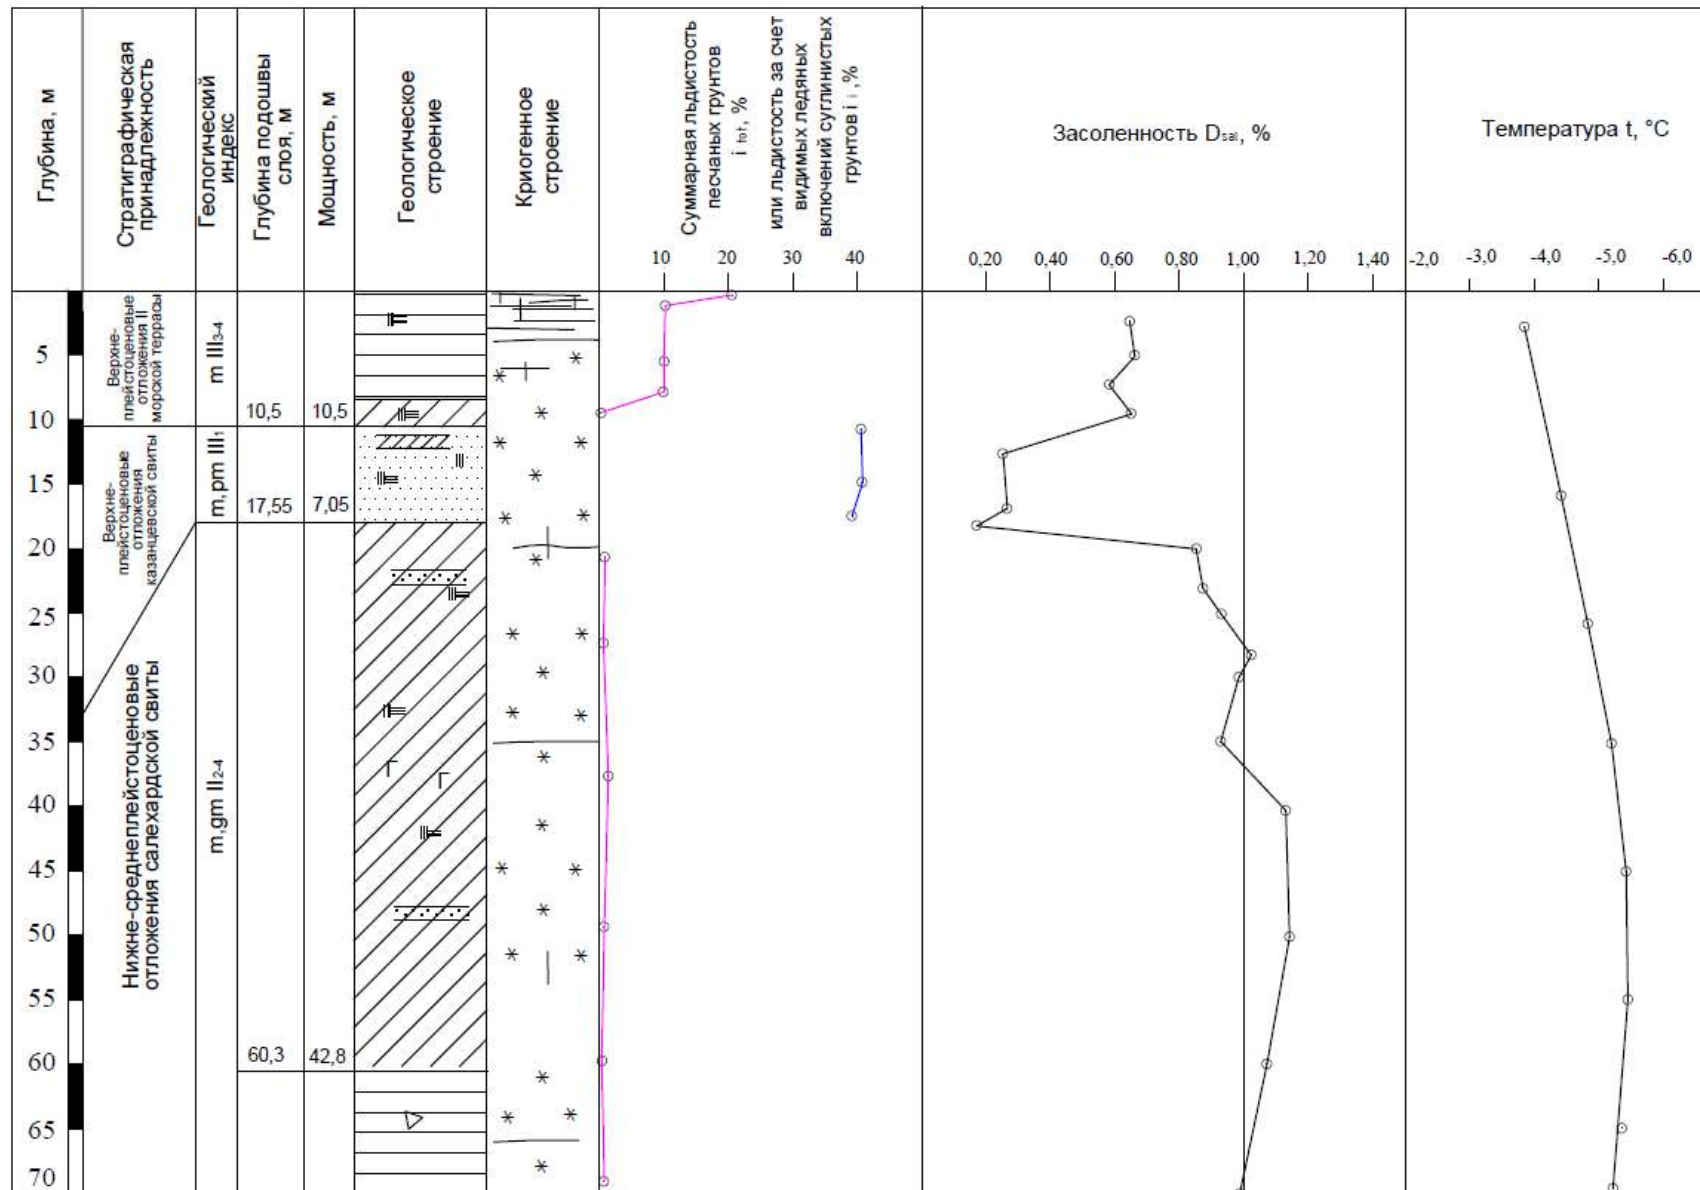 Глубина, м
Стратиграфическая
принадлежность
Геологический
индекс
Глубина подошвы
слоя, м
Мощность, м
Геологическое
строение
Криогенное
строение
Суммарная льдистость
песчаных грунтов
i tot, %
или льдистость за счет
видимых ледяных
включений суглинистых
грунтов i i , %
Засоленность Dsal, %
Температура t, °C
10 20 30 40
0,20 0,40 0,60 0,80 1,00 1,20 1,40
-2,0 -3,0 -4,0 -5,0 -6,0
5
10
15
20
25
30
35
40
45
50
55
60
65
70
Верхне-
плейстоценовые
отложения II
морской террасы
m III3-4
10,5 10,5
Верхне-
плейстоценовые
отложения
казанцевской свиты
m,pm III1
17,55 7,05
Нижне-среднеплейстоценовые
отложения салехардской свиты
m,gm II2-4
60,3 42,8